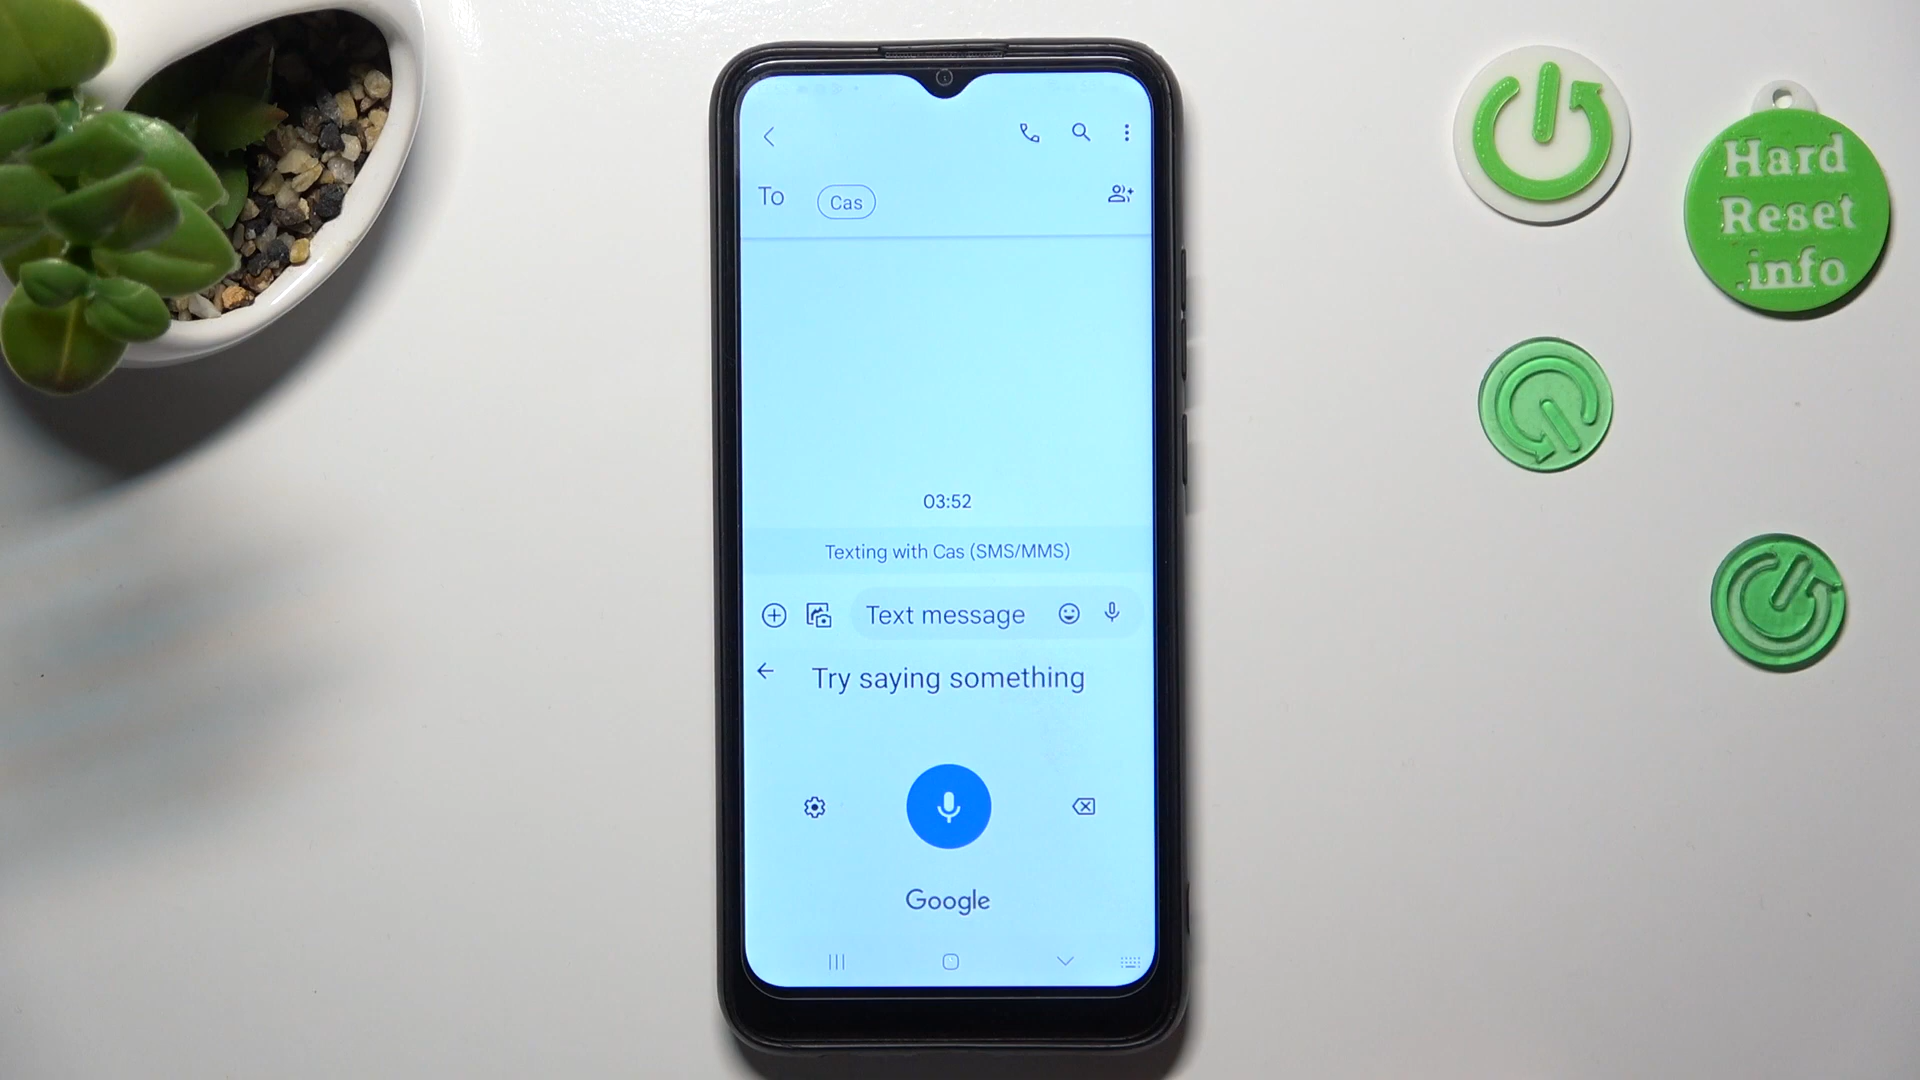 To
Cas
03:52
Texting with Cas (SMS/MMS)
Text message
Try saying something
Google
Hard
Reset
.info